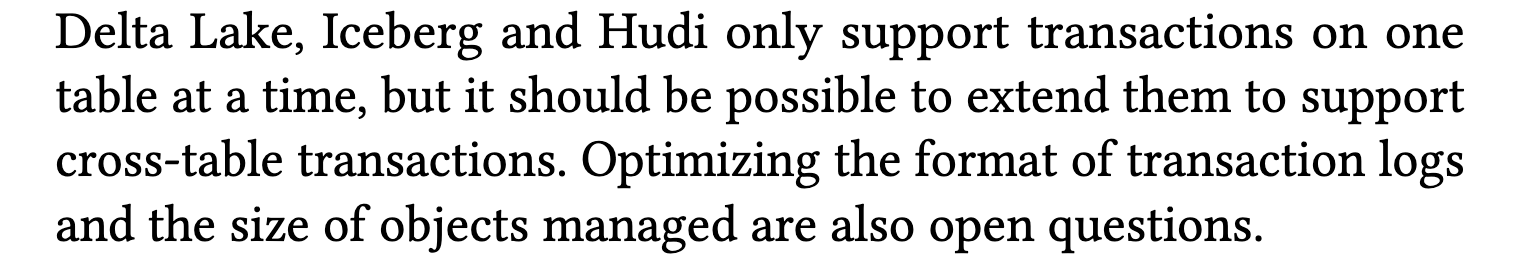 Delta Lake, Iceberg and Hudi only support transactions on one
table at a time, but it should be possible to extend them to support
cross-table transactions. Optimizing the format of transaction logs
and the size of objects managed are also open questions.